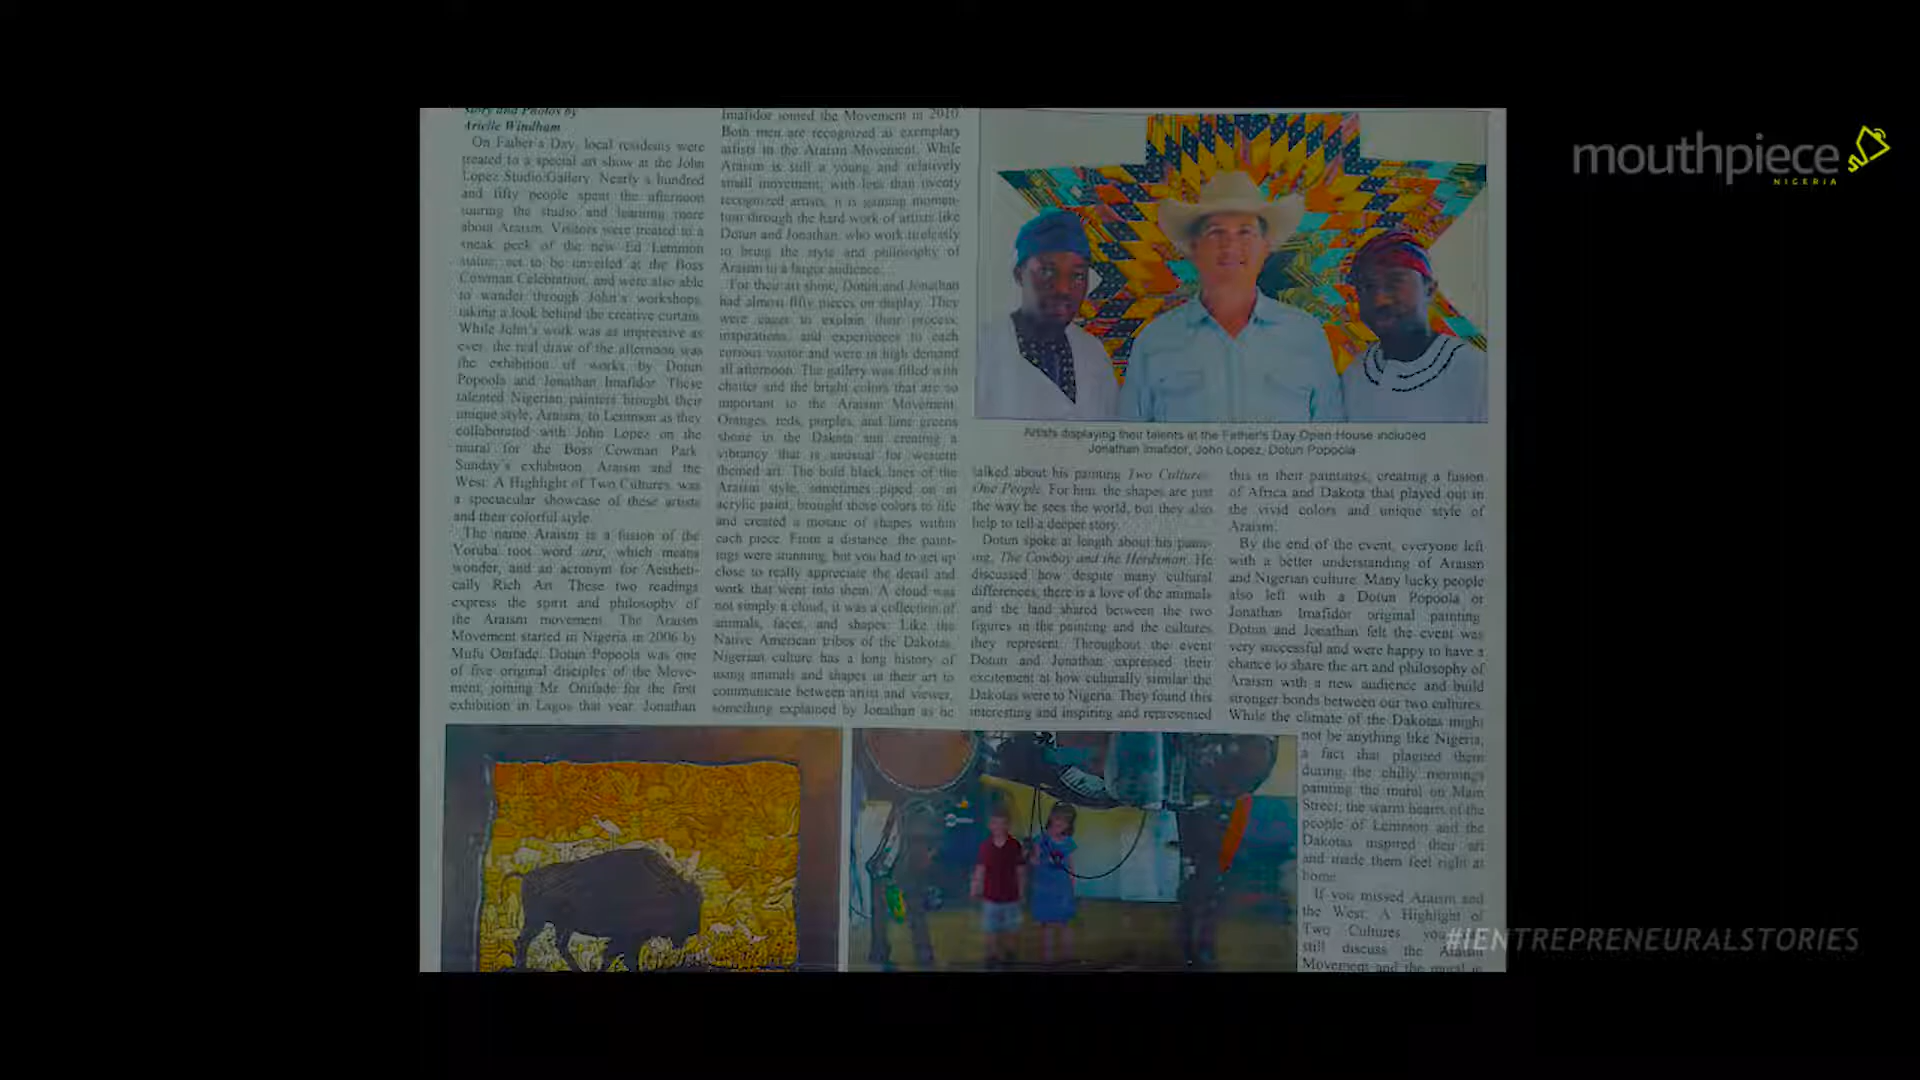 Story and Photos by
Arielle Windham
On Father's Day, local residents were
treated to a special art show at the John
Lopez Studio/Gallery. Nearly a hundred
and fifty people spent the afternoon
touring the studio and learning more
about Araism. Visitors were treated to a
sneak peek of the new Ed Lemmon
statue, set to be unveiled at the Boss
Cowman Celebration, and were also able
to wander through John's workshops,
taking a look behind the creative curtain.
While John's work was as impressive as
ever, the real draw of the afternoon was
the exhibition of works by Dotun
Popoola and Jonathan Imafidor. These
talented Nigerian painters brought their
unique style, Araism, to Lemmon as they
collaborated with John Lopez on the
mural for the Boss Cowman Park
Sunday's exhibition, Araism and the
West: A Highlight of Two Cultures, was
a spectacular showcase of these artists
and their colorful style.
The name Araism is a fusion of the
Yoruba root word ara, which means
wonder, and an acronym for Aestheti-
cally Rich Art. These two readings
express the spirit and philosophy of
the Araism movement. The Araism
Movement started in Nigeria in 2006 by
Mufu Onifade. Dotun Popoola was one
of five original disciples of the Move-
ment, joining Mr. Onifade for the first
exhibition in Lagos that year. Jonathan
Imafidor joined the Movement in 2010.
Both men are recognized as exemplary
artists in the Araism Movement. While
Araism is still a young and relatively
small movement, with less than twenty
recognized artists, it is gaining momen-
tum through the hard work of artists like
Dotun and Jonathan, who work tirelessly
to bring the style and philosophy of
Araism to a larger audience.
For their art show, Dotun and Jonathan
had almost fifty pieces on display. They
were eager to explain their process,
inspirations, and experiences to each
curious visitor and were in high demand
all afternoon. The gallery was filled with
chatter and the bright colors that are so
important to the Araism Movement.
Oranges, reds, purples, and lime greens
shone in the Dakota sun creating a
vibrancy that is unusual for western
themed art. The bold black lines of the
Araism style, sometimes piped on in
acrylic paint, brought those colors to life
and created a mosaic of shapes within
each piece. From a distance, the paint-
ings were stunning, but you had to get up
close to really appreciate the detail and
work that went into them. A cloud was
not simply a cloud, it was a collection of
animals, faces, and shapes. Like the
Native American tribes of the Dakotas,
Nigerian culture has a long history of
using animals and shapes in their art to
communicate between artist and viewer,
something explained by Jonathan as he
Artists displaying their talents at the Father's Day Open House included
Jonathan Imafidor, John Lopez, Dotun Popoola
talked about his painting Two Cultures
One People. For him, the shapes are just
the way he sees the world, but they also
help to tell a deeper story.
Dotun spoke at length about his paint-
ing, The Cowboy and the Herdsman. He
discussed how despite many cultural
differences, there is a love of the animals
and the land shared between the two
figures in the painting and the cultures
they represent. Throughout the event
Dotun and Jonathan expressed their
excitement at how culturally similar the
Dakotas were to Nigeria. They found this
interesting and inspiring and represented
this in their paintings, creating a fusion
of Africa and Dakota that played out in
the vivid colors and unique style of
Araism.
By the end of the event, everyone left
with a better understanding of Araism
and Nigerian culture. Many lucky people
also left with a Dotun Popoola or
Jonathan Imafidor original painting.
Dotun and Jonathan felt the event was
very successful and were happy to have a
chance to share the art and philosophy of
Araism with a new audience and build
stronger bonds between our two cultures.
While the climate of the Dakotas might
not be anything like Nigeria,
a fact that plagued them
during the chilly mornings
painting the mural on Main
Street, the warm hearts of the
people of Lemmon and the
Dakotas inspired their art
and made them feel right at
home.
If you missed Araism and
the West: A Highlight of
Two Cultures, you
still discuss the Araism
Movement and the mural in
mouthpiece
NIGERIA
#IENTREPRENEURALSTORIES